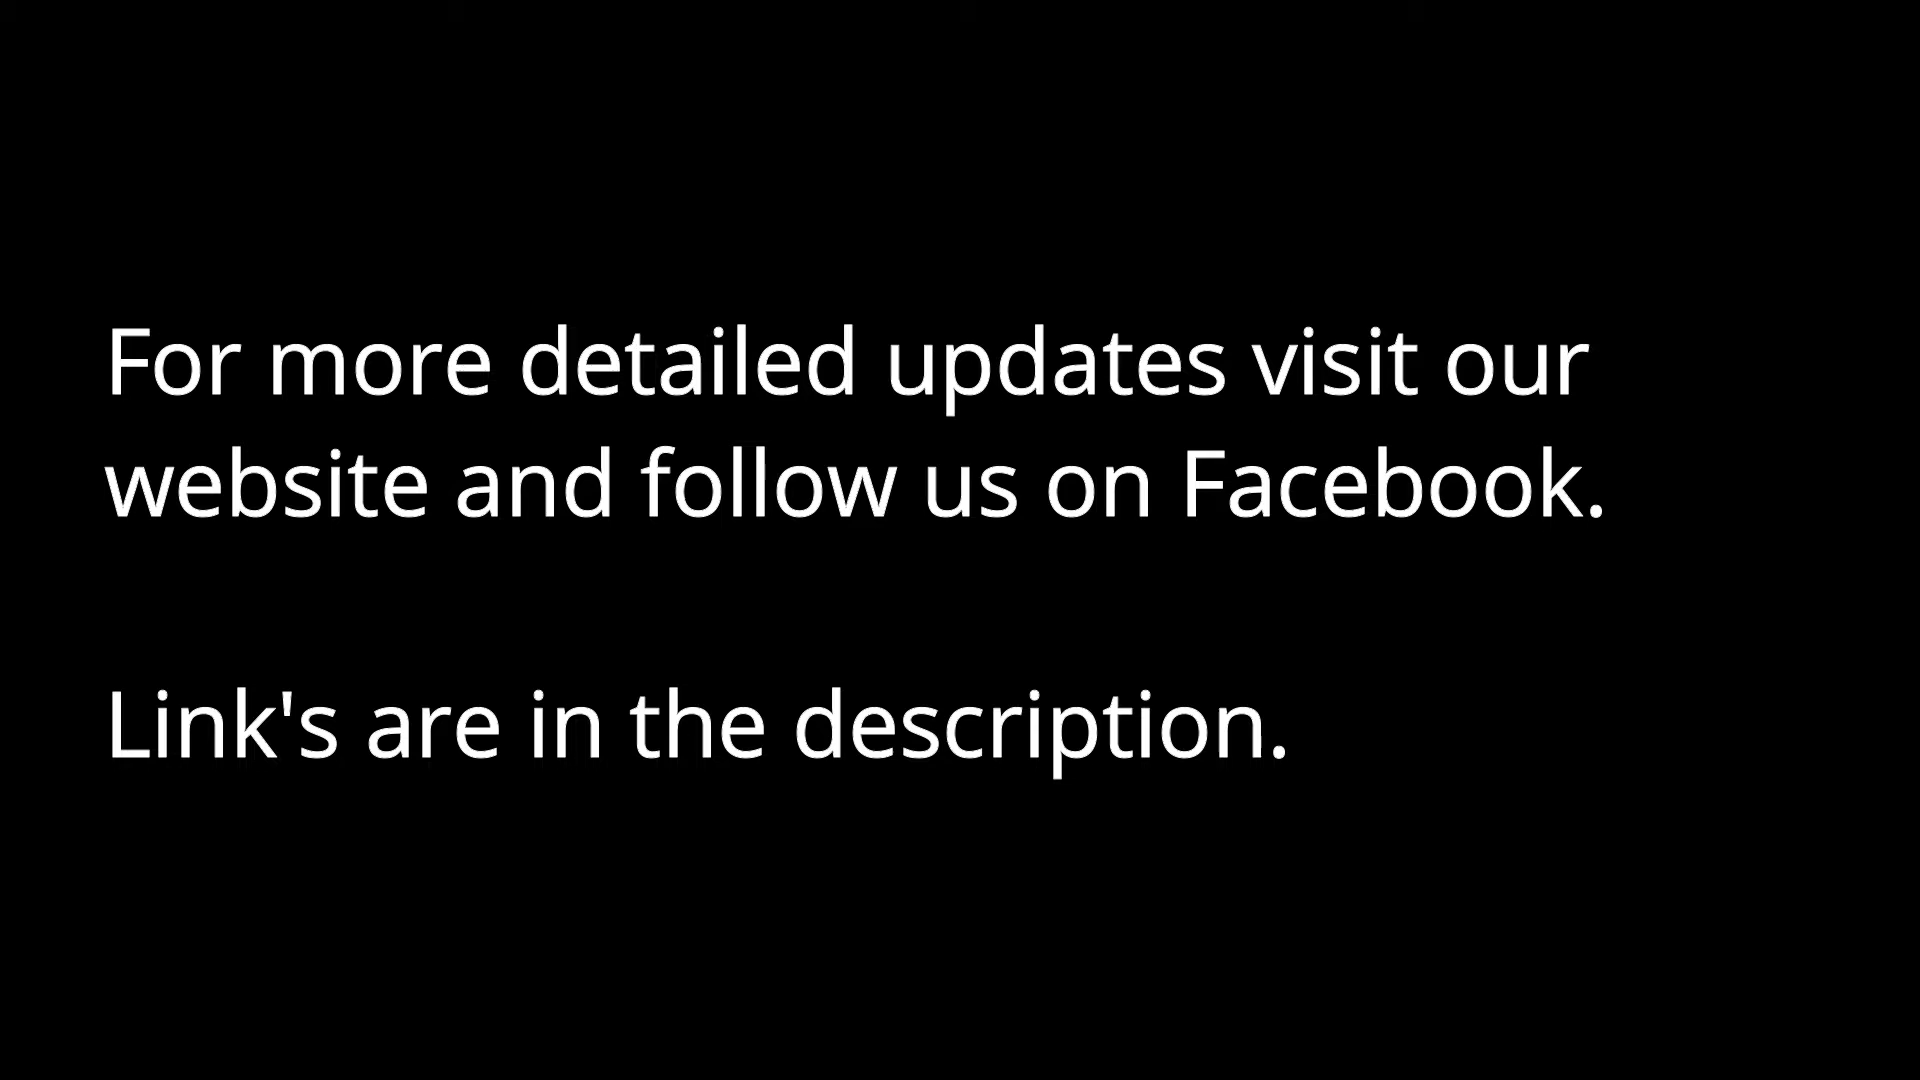 For more detailed updates visit our
website and follow us on Facebook.
Link's are in the description.